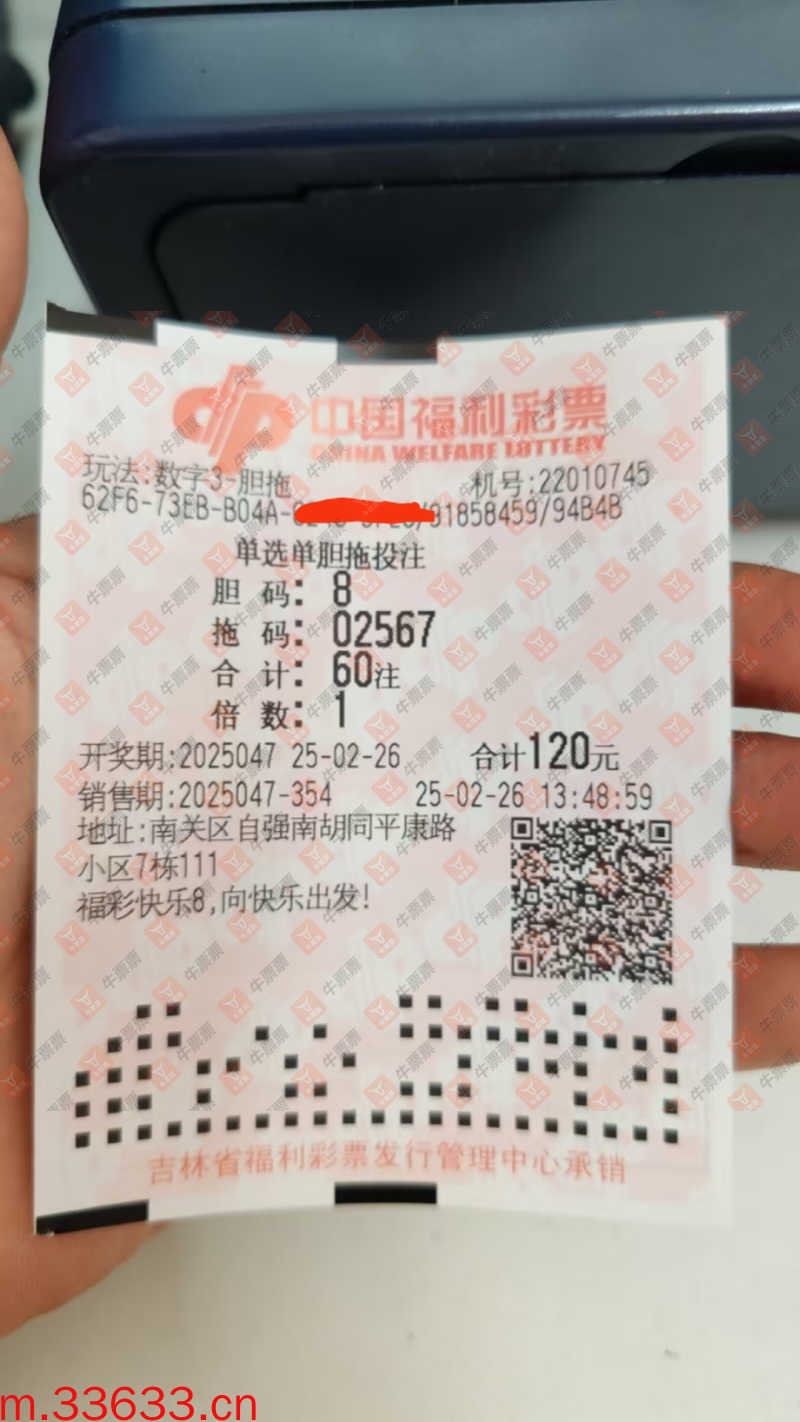 中国福利彩票
CHINA WELFARE LOTTERY
玩法:数字3-胆拖 机号:22010745
62F6-73EB-B04A- /91858459/94B4B
单选单胆拖投注
胆 码: 8
拖 码: 02567
合 计: 60注
倍 数: 1
开奖期:2025047 25-02-26 合计120元
销售期:2025047-354 25-02-26 13:48:59
地址:南关区自强南胡同平康路
小区7栋111
福彩快乐8,向快乐出发!
吉林省福利彩票发行管理中心承销
牛票票
m.33633.cn